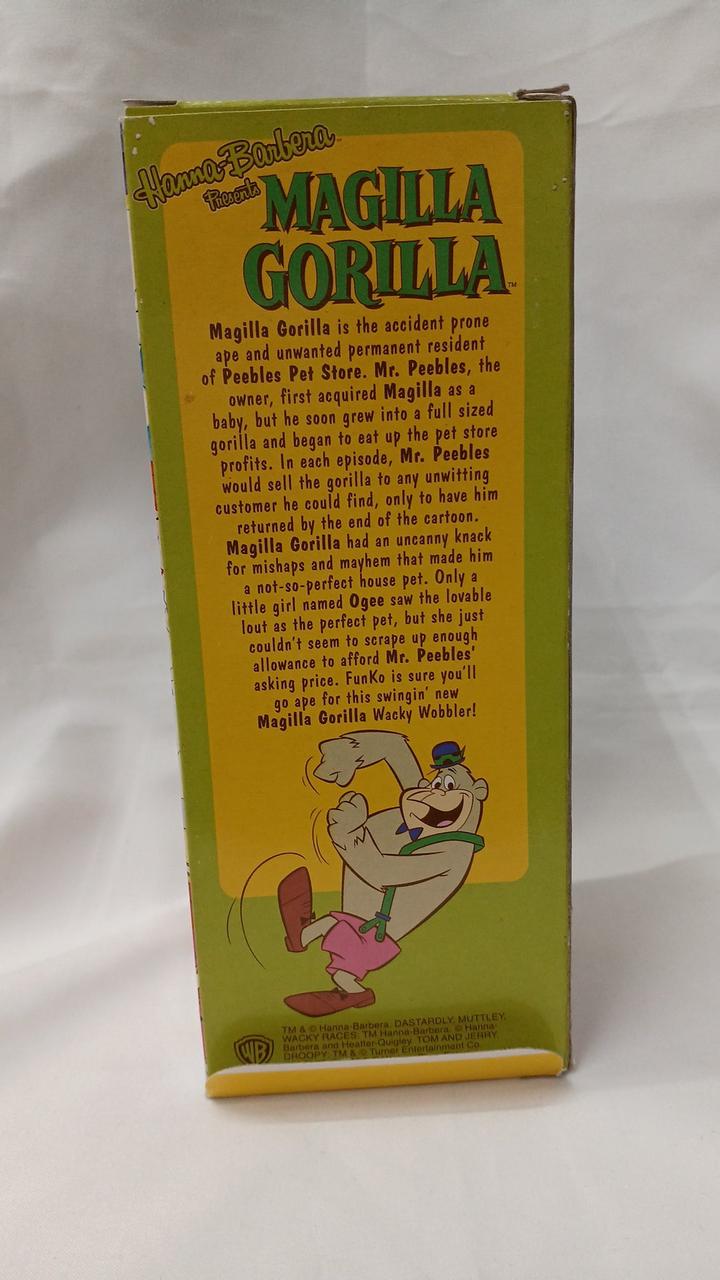 Hanna-Barbera
Presents
MAGILLA
GORILLA™
Magilla Gorilla is the accident prone
ape and unwanted permanent resident
of Peebles Pet Store. Mr. Peebles, the
owner, first acquired Magilla as a
baby, but he soon grew into a full sized
gorilla and began to eat up the pet store
profits. In each episode, Mr. Peebles
would sell the gorilla to any unwitting
customer he could find, only to have him
returned by the end of the cartoon.
Magilla Gorilla had an uncanny knack
for mishaps and mayhem that made him
a not-so-perfect house pet. Only a
little girl named Ogee saw the lovable
lout as the perfect pet, but she just
couldn't seem to scrape up enough
allowance to afford Mr. Peebles'
asking price. FunKo is sure you'll
go ape for this swingin' new
Magilla Gorilla Wacky Wobbler!
WB
TM & © Hanna-Barbera. DASTARDLY, MUTTLEY,
WACKY RACES: TM Hanna-Barbera. © Hanna-
Barbera and Heatter-Quigley. TOM AND JERRY,
DROOPY: TM & © Turner Entertainment Co.